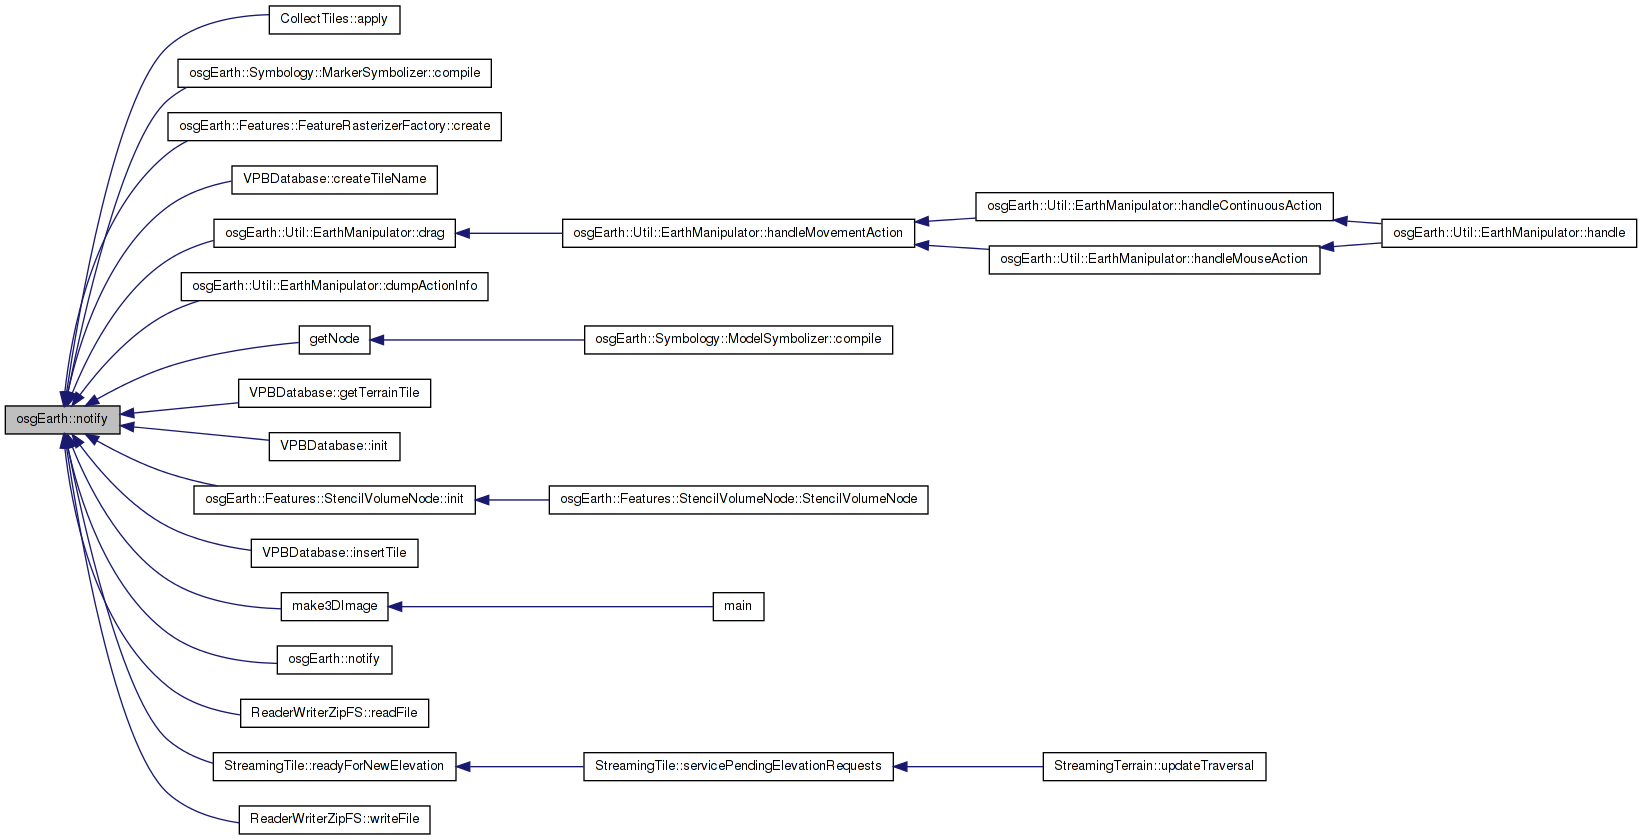 CollectTiles::apply
osgEarth::Symbology::MarkerSymbolizer::compile
osgEarth::Features::FeatureRasterizerFactory::create
VPBDatabase::createTileName
osgEarth::Util::EarthManipulator::handleContinuousAction
osgEarth::Util::EarthManipulator::drag
osgEarth::Util::EarthManipulator::handleMovementAction
osgEarth::Util::EarthManipulator::handle
osgEarth::Util::EarthManipulator::handleMouseAction
osgEarth::Util::EarthManipulator::dumpActionInfo
getNode
osgEarth::Symbology::ModelSymbolizer::compile
VPBDatabase::getTerrainTile
osgEarth::notify
VPBDatabase::init
osgEarth::Features::StencilVolumeNode::init
osgEarth::Features::StencilVolumeNode::StencilVolumeNode
VPBDatabase::insertTile
make3DImage
main
osgEarth::notify
ReaderWriterZipFS::readFile
StreamingTile::readyForNewElevation
StreamingTile::servicePendingElevationRequests
StreamingTerrain::updateTraversal
ReaderWriterZipFS::writeFile